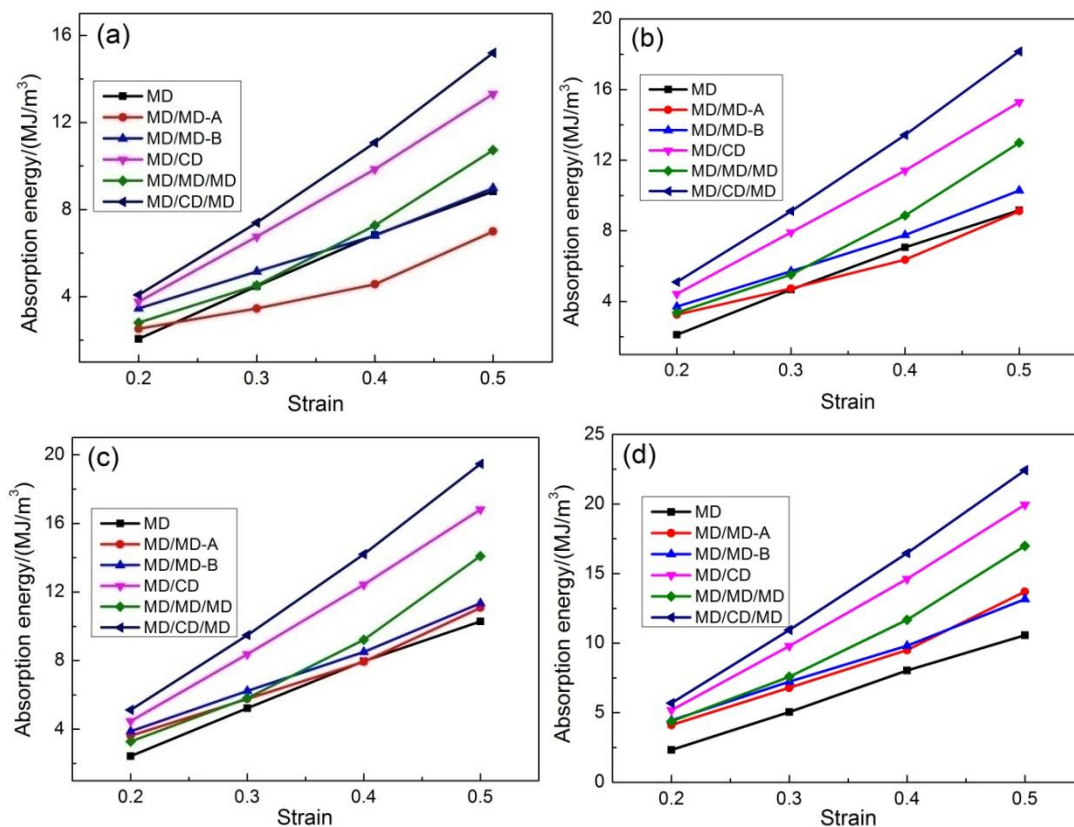 (a)
Absorption energy/(MJ/m³)
16
12
8
4
MD
MD/MD-A
MD/MD-B
MD/CD
MD/MD/MD
MD/CD/MD
0.2 0.3 0.4 0.5
Strain
(b)
Absorption energy/(MJ/m³)
20
16
12
8
4
MD
MD/MD-A
MD/MD-B
MD/CD
MD/MD/MD
MD/CD/MD
0.2 0.3 0.4 0.5
Strain
(c)
Absorption energy/(MJ/m³)
20
16
12
8
4
MD
MD/MD-A
MD/MD-B
MD/CD
MD/MD/MD
MD/CD/MD
0.2 0.3 0.4 0.5
Strain
(d)
Absorption energy/(MJ/m³)
25
20
15
10
5
0
MD
MD/MD-A
MD/MD-B
MD/CD
MD/MD/MD
MD/CD/MD
0.2 0.3 0.4 0.5
Strain